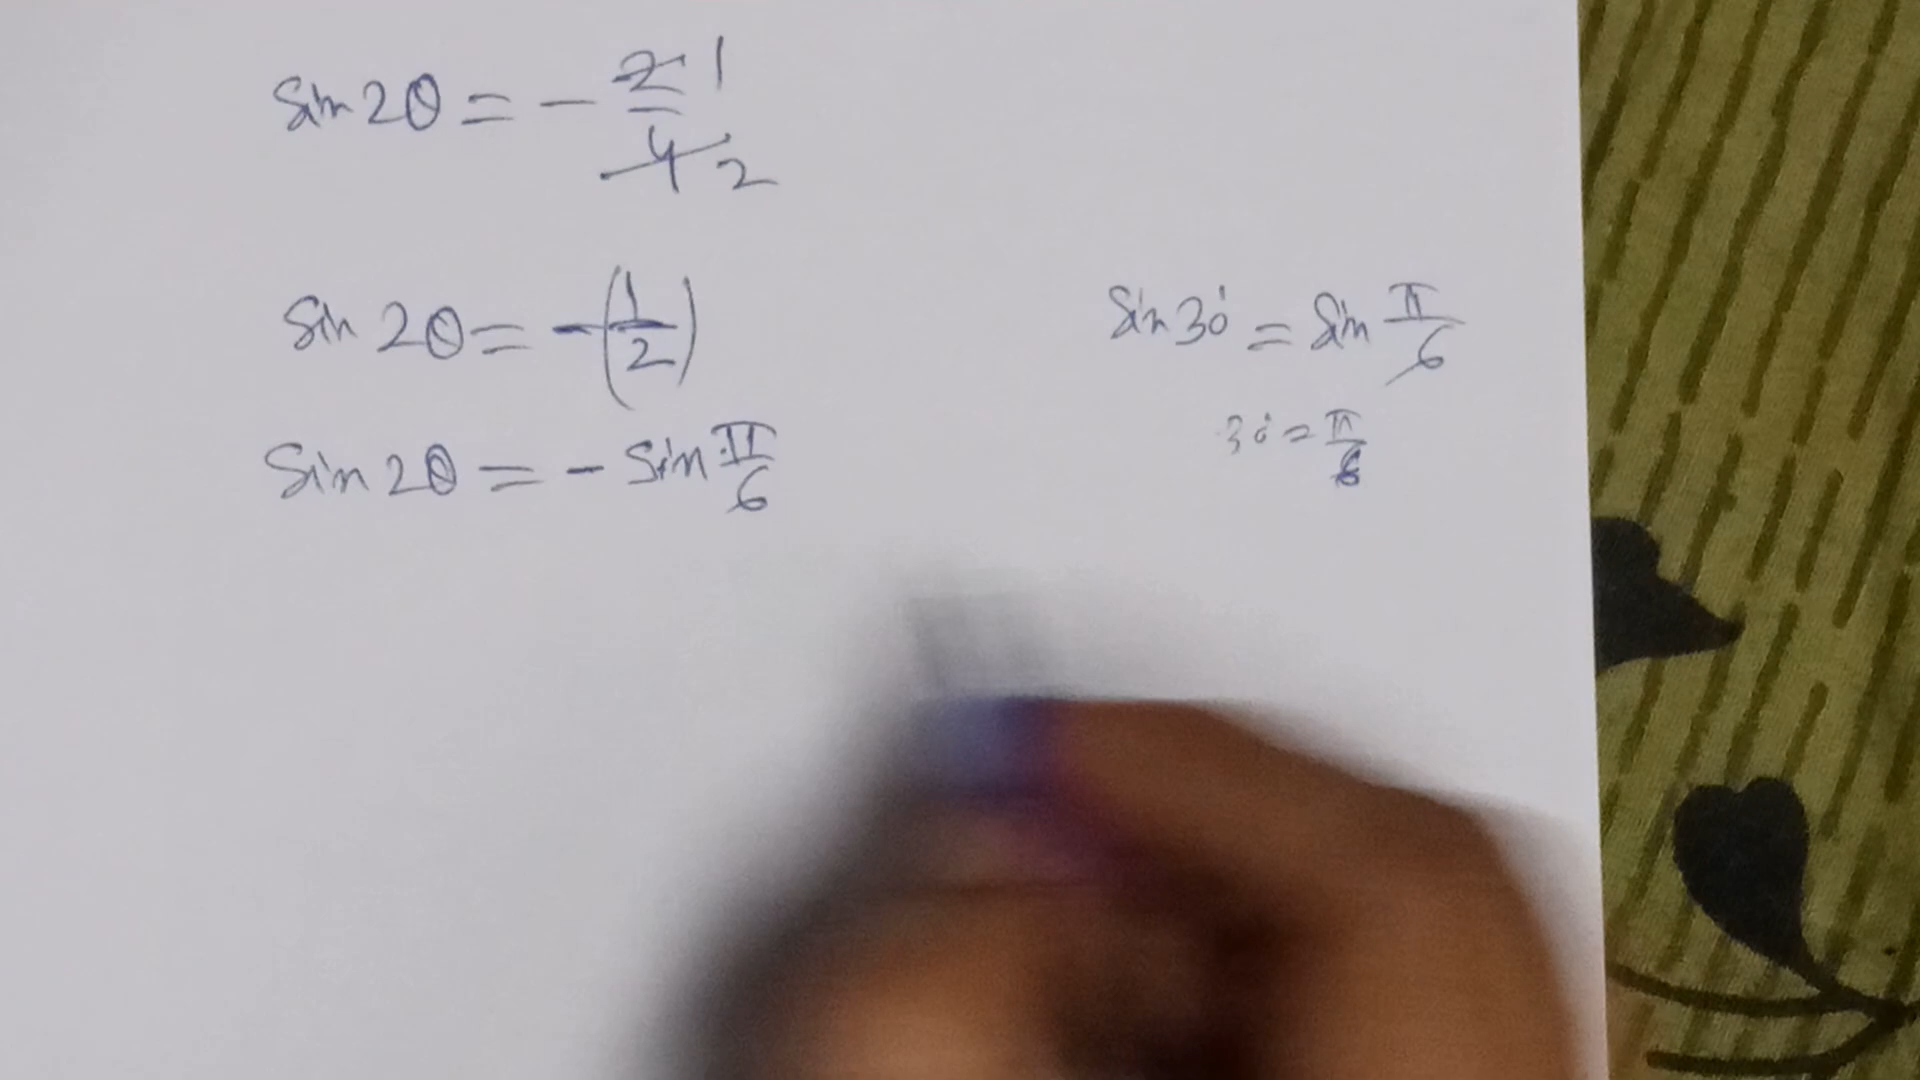 Sin 2θ = - 2/4 1/2
Sin 2θ = -(1/2)
Sin 30° = Sin π/6
30° = π/6
Sin 2θ = - Sin π/6